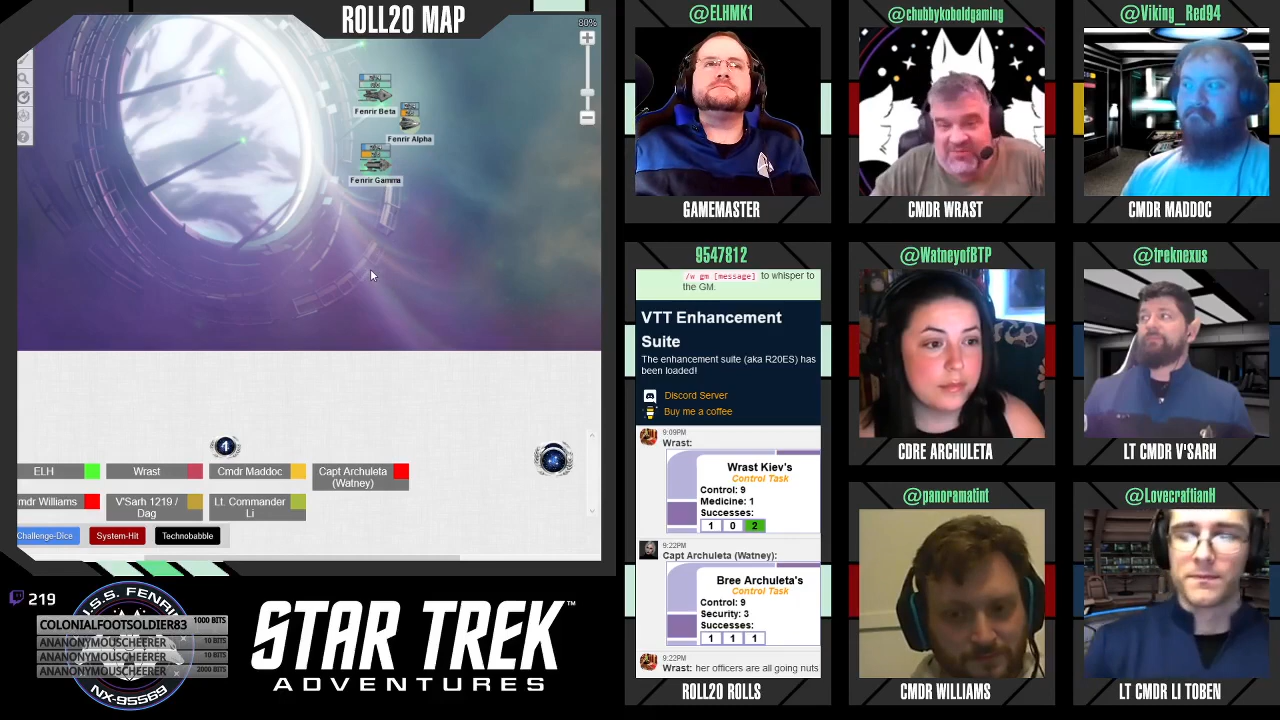 ROLL20 MAP
80%
Fenrir Beta
Fenrir Alpha
Fenrir Gamma
4
ELH
Wrast
Cmdr Maddoc
Capt Archuleta
(Watney)
mdr Williams
V'Sarh 1219 /
Dag
Lt. Commander
Li
Challenge-Dice
System-Hit
Technobabble
219
COLONIALFOOTSOLDIER83 1000 BITS
ANANONYMOUSCHEERER 10 BITS
ANANONYMOUSCHEERER 10 BITS
ANANONYMOUSCHEERER 2000 BITS
U.S.S. FENRIR
NX-95569
STAR TREK™
ADVENTURES
@ELHMK1
GAMEMASTER
@chubbykoboldgaming
CMDR WRAST
@Viking_Red94
CMDR MADDOC
9547812
/w gm [message] to whisper to
the GM.
VTT Enhancement
Suite
The enhancement suite (aka R20ES) has
been loaded!
Discord Server
Buy me a coffee
9:09PM
Wrast:
Wrast Kiev's
Control Task
Control: 9
Medicine: 1
Successes:
1 0 2
9:22PM
Capt Archuleta (Watney):
Bree Archuleta's
Control Task
Control: 9
Security: 3
Successes:
1 1 1
9:22PM
Wrast: her officers are all going nuts
ROLL20 ROLLS
@WatneyofBTP
CDRE ARCHULETA
@treknexus
LT CMDR V'SARH
@panoramatint
CMDR WILLIAMS
@LovecraftianH
LT CMDR LI TOBEN